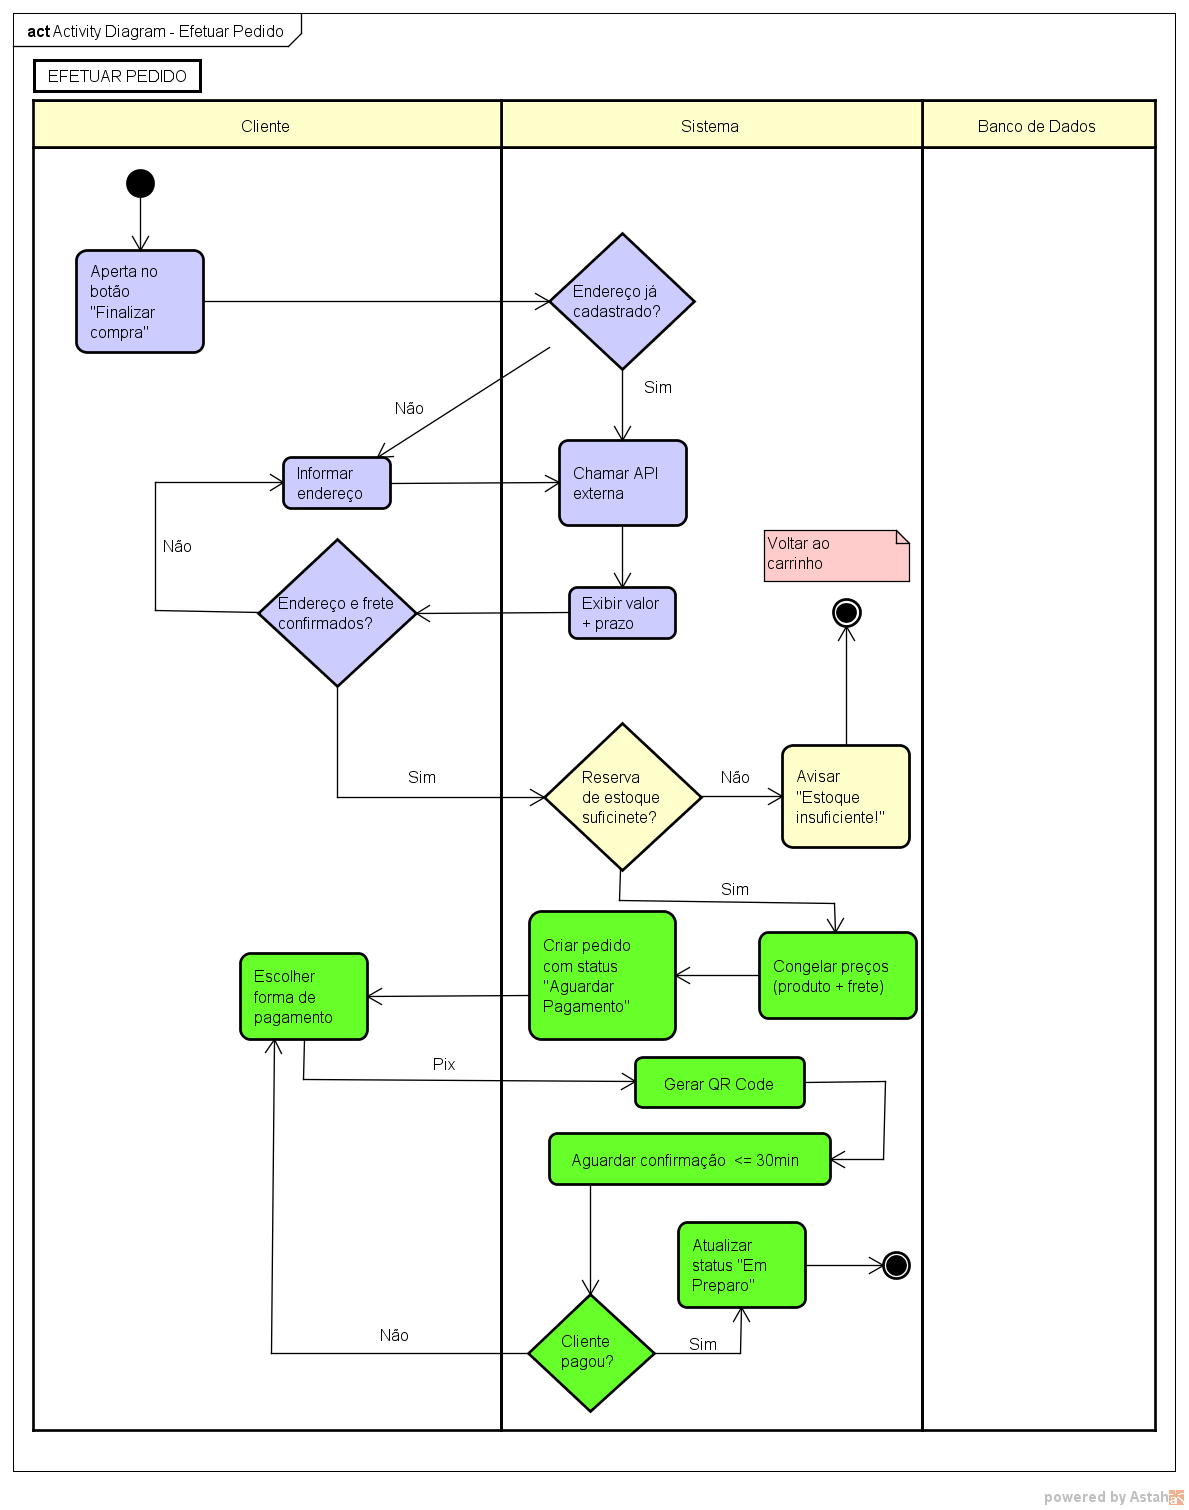 act Activity Diagram - Efetuar Pedido
EFETUAR PEDIDO
Cliente
Sistema
Banco de Dados
Aperta no
botão
"Finalizar
compra"
Endereço já
cadastrado?
Sim
Não
Informar
endereço
Chamar API
externa
Não
Voltar ao
carrinho
Endereço e frete
confirmados?
Exibir valor
+ prazo
Sim
Reserva
de estoque
suficinete?
Não
Avisar
"Estoque
insuficiente!"
Sim
Criar pedido
com status
"Aguardar
Pagamento"
Congelar preços
(produto + frete)
Escolher
forma de
pagamento
Pix
Gerar QR Code
Aguardar confirmação <= 30min
Atualizar
status "Em
Preparo"
Cliente
pagou?
Não
Sim
powered by Astah